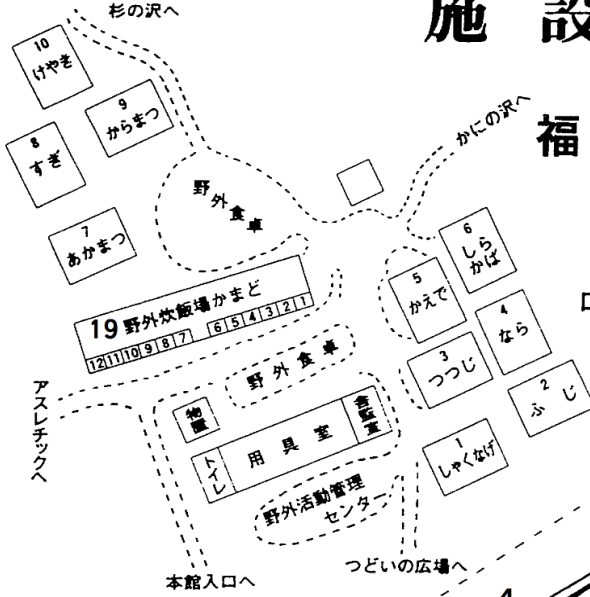 杉の沢へ
施設
福
10
けやき
9
からまつ
8
すぎ
7
あかまつ
かにの沢へ
野外食卓
6
しら
かば
5
かえで
4
なら
3
つつじ
2
ふじ
1
しゃくなげ
19 野外炊飯場かまど
12 11 10 9 8 7 6 5 4 3 2 1
野外食卓
アスレチックへ
物置
トイレ
用具室
舎監室
野外活動管理
センター
本館入口へ
つどいの広場へ